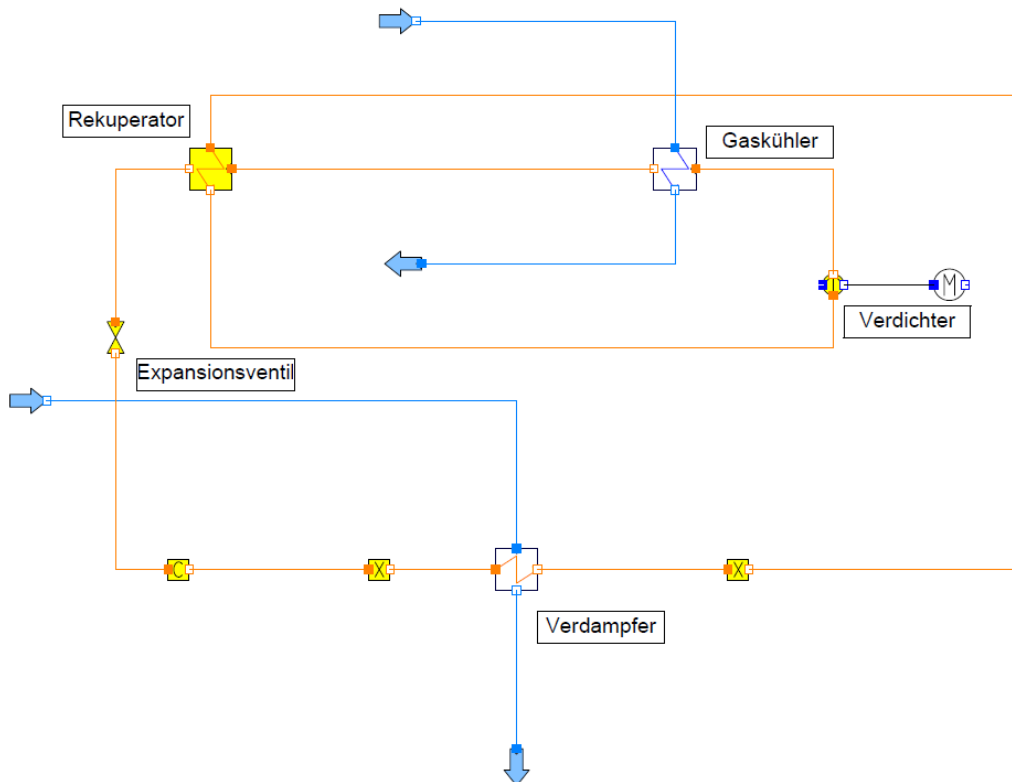 Rekuperator
Gaskühler
M
Verdichter
Expansionsventil
C
X
X
Verdampfer